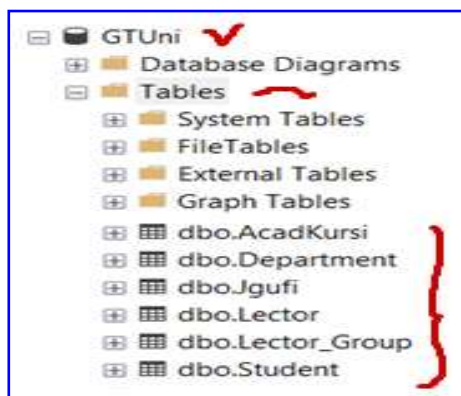 GTUni
Database Diagrams
Tables
System Tables
FileTables
External Tables
Graph Tables
dbo.AcadKursi
dbo.Department
dbo.Jgufi
dbo.Lector
dbo.Lector_Group
dbo.Student